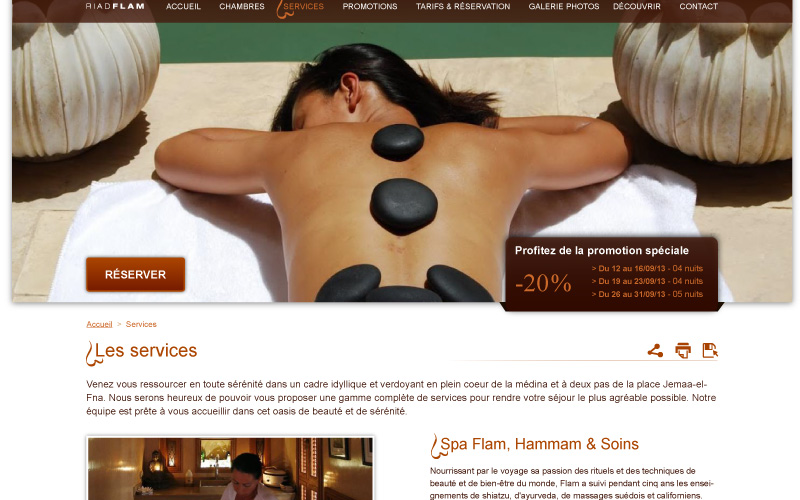 RIADFLAM ACCUEIL CHAMBRES SERVICES PROMOTIONS TARIFS & RÉSERVATION GALERIE PHOTOS DÉCOUVRIR CONTACT
RÉSERVER
Profitez de la promotion spéciale
-20%
> Du 12 au 16/09/13 - 04 nuits
> Du 19 au 23/09/13 - 04 nuits
> Du 26 au 31/09/13 - 05 nuits
Accueil > Services
Les services
Venez vous ressourcer en toute sérénité dans un cadre idyllique et verdoyant en plein coeur de la médina et à deux pas de la place Jemaa-el-
Fna. Nous serons heureux de pouvoir vous proposer une gamme complète de services pour rendre votre séjour le plus agréable possible. Notre
équipe est prête à vous accueillir dans cet oasis de beauté et de sérénité.
Spa Flam, Hammam & Soins
Nourrissant par le voyage sa passion des rituels et des techniques de
beauté et de bien-être du monde, Flam a suivi pendant cinq ans les ensei-
gnements de shiatzu, d'ayurveda, de massages suédois et californiens.